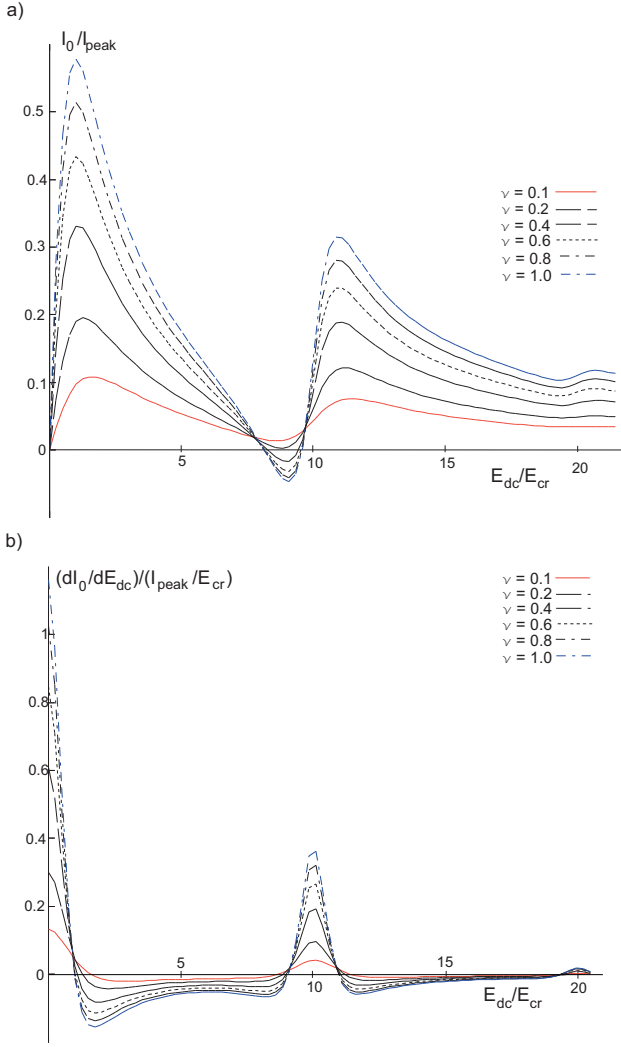 a)
I0/Ipeak
0.5
0.4
0.3
0.2
0.1
0
5
10
15
20
Edc/Ecr
ν = 0.1
ν = 0.2
ν = 0.4
ν = 0.6
ν = 0.8
ν = 1.0
b)
(dI0/dEdc)/(Ipeak/Ecr)
1
0.8
0.6
0.4
0.2
0
5
10
15
20
Edc/Ecr
ν = 0.1
ν = 0.2
ν = 0.4
ν = 0.6
ν = 0.8
ν = 1.0